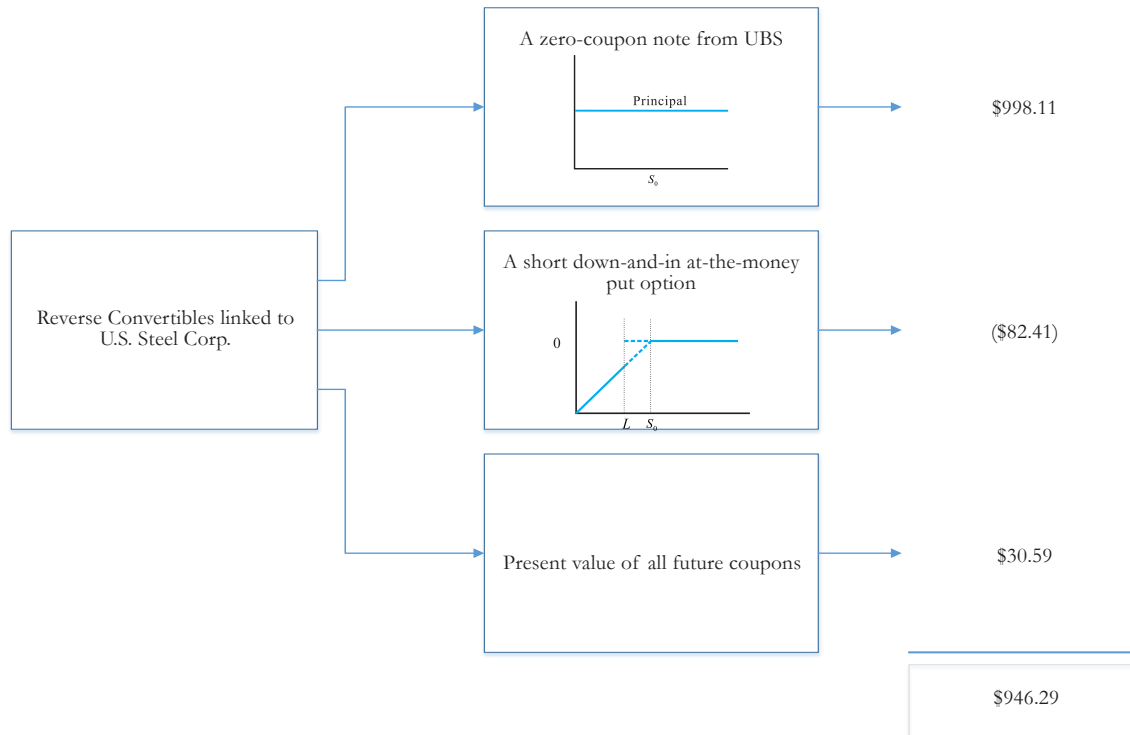 A zero-coupon note from UBS
Principal
S₀
$998.11
Reverse Convertibles linked to
U.S. Steel Corp.
A short down-and-in at-the-money
put option
0
L S₀
($82.41)
Present value of all future coupons
$30.59
$946.29